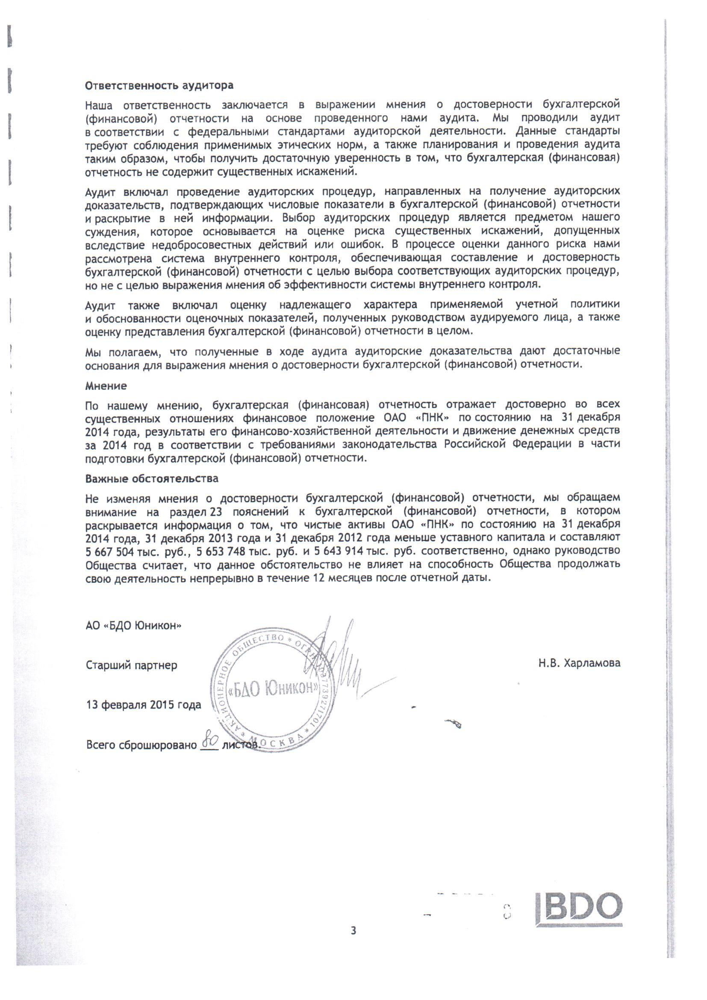 Ответственность аудитора
Наша ответственность заключается в выражении мнения о достоверности бухгалтерской
(финансовой) отчетности на основе проведенного нами аудита. Мы проводили аудит
в соответствии с федеральными стандартами аудиторской деятельности. Данные стандарты
требуют соблюдения применимых этических норм, а также планирования и проведения аудита
таким образом, чтобы получить достаточную уверенность в том, что бухгалтерская (финансовая)
отчетность не содержит существенных искажений.
Аудит включал проведение аудиторских процедур, направленных на получение аудиторских
доказательств, подтверждающих числовые показатели в бухгалтерской (финансовой) отчетности
и раскрытие в ней информации. Выбор аудиторских процедур является предметом нашего
суждения, которое основывается на оценке риска существенных искажений, допущенных
вследствие недобросовестных действий или ошибок. В процессе оценки данного риска нами
рассмотрена система внутреннего контроля, обеспечивающая составление и достоверность
бухгалтерской (финансовой) отчетности с целью выбора соответствующих аудиторских процедур,
но не с целью выражения мнения об эффективности системы внутреннего контроля.
Аудит также включал оценку надлежащего характера применяемой учетной политики
и обоснованности оценочных показателей, полученных руководством аудируемого лица, а также
оценку представления бухгалтерской (финансовой) отчетности в целом.
Мы полагаем, что полученные в ходе аудита аудиторские доказательства дают достаточные
основания для выражения мнения о достоверности бухгалтерской (финансовой) отчетности.
Мнение
По нашему мнению, бухгалтерская (финансовая) отчетность отражает достоверно во всех
существенных отношениях финансовое положение ОАО «ПНК» по состоянию на 31 декабря
2014 года, результаты его финансово-хозяйственной деятельности и движение денежных средств
за 2014 год в соответствии с требованиями законодательства Российской Федерации в части
подготовки бухгалтерской (финансовой) отчетности.
Важные обстоятельства
Не изменяя мнения о достоверности бухгалтерской (финансовой) отчетности, мы обращаем
внимание на раздел 23 пояснений к бухгалтерской (финансовой) отчетности, в котором
раскрывается информация о том, что чистые активы ОАО «ПНК» по состоянию на 31 декабря
2014 года, 31 декабря 2013 года и 31 декабря 2012 года меньше уставного капитала и составляют
5 667 504 тыс. руб., 5 653 748 тыс. руб. и 5 643 914 тыс. руб. соответственно, однако руководство
Общества считает, что данное обстоятельство не влияет на способность Общества продолжать
свою деятельность непрерывно в течение 12 месяцев после отчетной даты.
АО «БДО Юникон»
Старший партнер
Н.В. Харламова
* АКЦИОНЕРНОЕ ОБЩЕСТВО * ОГРН 1037739271701 * МОСКВА
«БДО Юникон»
13 февраля 2015 года
Всего сброшюровано 80 листов.
BDO
3